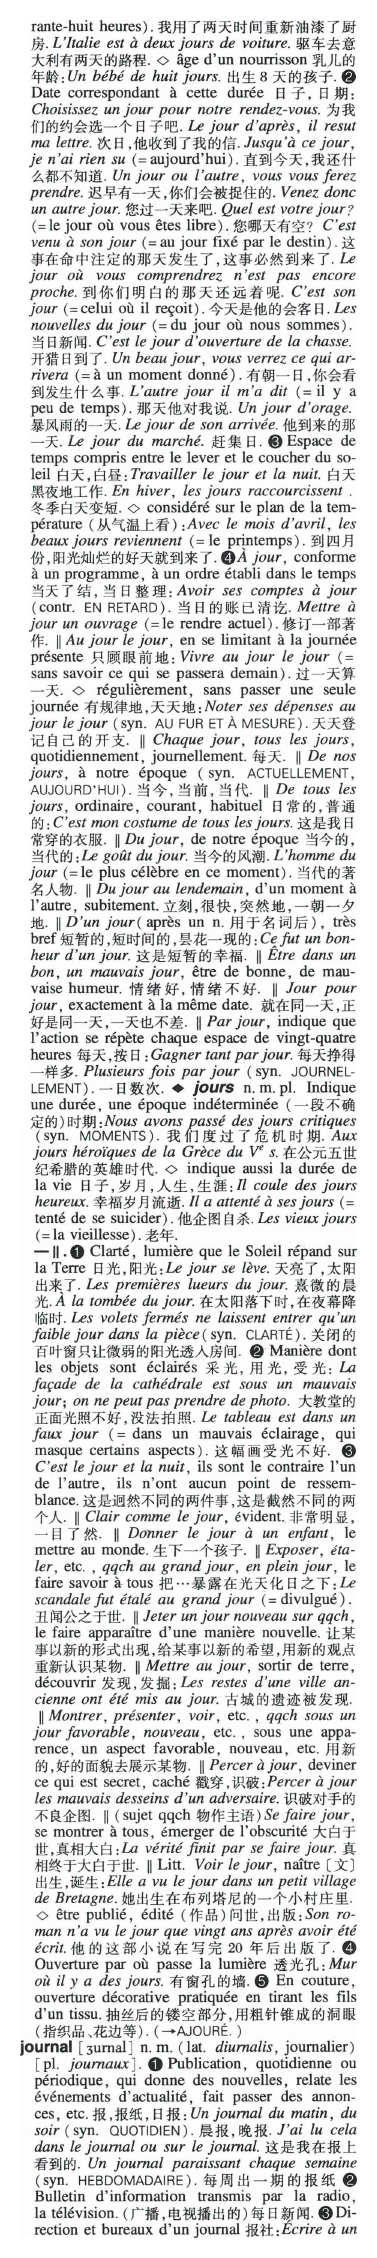 rante-huit heures). 我用了两天时间重新油漆了厨
房. L'Italie est à deux jours de voiture. 驱车去意
大利有两天的路程. ◇ âge d'un nourrisson 乳儿的
年龄:Un bébé de huit jours. 出生 8 天的孩子. ❷
Date correspondant à cette durée 日子,日期:
Choisissez un jour pour notre rendez-vous. 为我
们的约会选一个日子吧. Le jour d'après, il reçut
ma lettre. 次日,他收到了我的信. Jusqu'à ce jour,
je n'ai rien su (=aujourd'hui). 直到今天,我还什
么都不知道. Un jour ou l'autre, vous vous ferez
prendre. 迟早有一天,你们会被捉住的. Venez donc
un autre jour. 您过一天来吧. Quel est votre jour?
(=le jour où vous êtes libre). 您哪天有空? C'est
venu à son jour (=au jour fixé par le destin). 这
事在命中注定的那天发生了,这事必然到来了. Le
jour où vous comprendrez n'est pas encore
proche. 到你们明白的那天还远着呢. C'est son
jour (=celui où il reçoit). 今天是他的会客日. Les
nouvelles du jour (=du jour où nous sommes).
当日新闻. C'est le jour d'ouverture de la chasse.
开猎日到了. Un beau jour, vous verrez ce qui ar-
rivera (=à un moment donné). 有朝一日,你会看
到发生什么事. L'autre jour il m'a dit (=il y a
peu de temps). 那天他对我说. Un jour d'orage.
暴风雨的一天. Le jour de son arrivée. 他到来的那
一天. Le jour du marché. 赶集日. ❸ Espace de
temps compris entre le lever et le coucher du so-
leil 白天,白昼:Travailler le jour et la nuit. 白天
黑夜地工作. En hiver, les jours raccourcissent .
冬季白天变短. ◇ considéré sur le plan de la tem-
pérature (从气温上看):Avec le mois d'avril, les
beaux jours reviennent (= le printemps). 到四月
份,阳光灿烂的好天就到来了. ❹À jour, conforme
à un programme, à un ordre établi dans le temps
当天了结,当日整理:Avoir ses comptes à jour
(contr. EN RETARD). 当日的账已清讫. Mettre à
jour un ouvrage (=le rendre actuel). 修订一部著
作. ‖ Au jour le jour, en se limitant à la journée
présente 只顾眼前地: Vivre au jour le jour (=
sans savoir ce qui se passera demain). 过一天算
一天. ◇ régulièrement, sans passer une seule
journée 有规律地,天天地:Noter ses dépenses au
jour le jour (syn. AU FUR ET À MESURE). 天天登
记自己的开支. ‖ Chaque jour, tous les jours,
quotidiennement, journellement. 每天. ‖ De nos
jours, à notre époque (syn. ACTUELLEMENT,
AUJOURD'HUI). 当今,当前,当代. ‖ De tous les
jours, ordinaire, courant, habituel 日常的,普通
的:C'est mon costume de tous les jours. 这是我日
常穿的衣服. ‖ Du jour, de notre époque 当今的,
当代的:Le goût du jour. 当今的风潮. L'homme du
jour (=le plus célèbre en ce moment). 当代的著
名人物. ‖ Du jour au lendemain, d'un moment à
l'autre, subitement. 立刻,很快,突然地,一朝一夕
地. ‖ D'un jour(après un n. 用于名词后), très
bref 短暂的,短时间的,昙花一现的:Ce fut un bon-
heur d'un jour. 这是短暂的幸福. ‖ Être dans un
bon, un mauvais jour, être de bonne, de mau-
vaise humeur. 情绪好,情绪不好. ‖ Jour pour
jour, exactement à la même date. 就在同一天,正
好是同一天,一天也不差. ‖ Par jour, indique que
l'action se répète chaque espace de vingt-quatre
heures 每天,按日:Gagner tant par jour. 每天挣得
一样多. Plusieurs fois par jour (syn. JOURNEL-
LEMENT). 一日数次. ◆ jours n. m. pl. Indique
une durée, une époque indéterminée (一段不确
定的)时期:Nous avons passé des jours critiques
(syn. MOMENTS). 我们度过了危机时期. Aux
jours héroïques de la Grèce du Ve s. 在公元五世
纪希腊的英雄时代. ◇ indique aussi la durée de
la vie 日子,岁月,人生,生涯:Il coule des jours
heureux. 幸福岁月流逝. Il a attenté à ses jours (=
tenté de se suicider). 他企图自杀. Les vieux jours
(=la vieillesse). 老年.
—Ⅱ.❶ Clarté, lumière que le Soleil répand sur
la Terre 日光,阳光:Le jour se lève. 天亮了,太阳
出来了. Les premières lueurs du jour. 熹微的晨
光. À la tombée du jour. 在太阳落下时,在夜幕降
临时. Les volets fermés ne laissent entrer qu'un
faible jour dans la pièce(syn. CLARTÉ). 关闭的
百叶窗只让微弱的阳光透入房间. ❷ Manière dont
les objets sont éclairés 采光,用光,受光: La
façade de la cathédrale est sous un mauvais
jour; on ne peut pas prendre de photo. 大教堂的
正面光照不好,没法拍照. Le tableau est dans un
faux jour (= dans un mauvais éclairage, qui
masque certains aspects). 这幅画受光不好. ❸
C'est le jour et la nuit, ils sont le contraire l'un
de l'autre, ils n'ont aucun point de ressem-
blance. 这是迥然不同的两件事,这是截然不同的两
个人. ‖ Clair comme le jour, évident. 非常明显,
一目了然. ‖ Donner le jour à un enfant, le
mettre au monde. 生下一个孩子. ‖ Exposer, éta-
ler, etc. , qqch au grand jour, en plein jour, le
faire savoir à tous 把…暴露在光天化日之下:Le
scandale fut étalé au grand jour (=divulgué).
丑闻公之于世. ‖ Jeter un jour nouveau sur qqch,
le faire apparaître d'une manière nouvelle. 让某
事以新的形式出现,给某事以新的希望,用新的观点
重新认识某物. ‖ Mettre au jour, sortir de terre,
découvrir 发现,发掘:Les restes d'une ville an-
cienne ont été mis au jour. 古城的遗迹被发现.
‖ Montrer, présenter, voir, etc. , qqch sous un
jour favorable, nouveau, etc. , sous une appa-
rence, un aspect favorable, nouveau, etc. 用新
的,好的面貌去展示某物. ‖ Percer à jour, deviner
ce qui est secret, caché 戳穿,识破:Percer à jour
les mauvais desseins d'un adversaire. 识破对手的
不良企图. ‖ (sujet qqch 物作主语)Se faire jour,
se montrer à tous, émerger de l'obscurité 大白于
世,真相大白:La vérité finit par se faire jour. 真
相终于大白于世. ‖ Litt. Voir le jour, naître [文]
出生,诞生:Elle a vu le jour dans un petit village
de Bretagne. 她出生在布列塔尼的一个小村庄里.
◇ être publié, édité (作品)问世,出版:Son ro-
man n'a vu le jour que vingt ans après avoir été
écrit. 他的这部小说在写完 20 年后出版了. ❹
Ouverture par où passe la lumière 透光孔:Mur
où il y a des jours. 有窗孔的墙. ❺ En couture,
ouverture décorative pratiquée en tirant les fils
d'un tissu. 抽丝后的镂空部分,用粗针锥成的洞眼
(指织品、花边等). (→AJOURÉ. )
journal [ʒurnal] n. m. (lat. diurnalis, journalier)
[pl. journaux]. ❶ Publication, quotidienne ou
périodique, qui donne des nouvelles, relate les
événements d'actualité, fait passer des annon-
ces, etc. 报,报纸,日报:Un journal du matin, du
soir (syn. QUOTIDIEN). 晨报,晚报. J'ai lu cela
dans le journal ou sur le journal. 这是我在报上
看到的. Un journal paraissant chaque semaine
(syn. HEBDOMADAIRE). 每周出一期的报纸 ❷
Bulletin d'information transmis par la radio,
la télévision. (广播,电视播出的)每日新闻. ❸Di-
rection et bureaux d'un journal 报社:Écrire à un